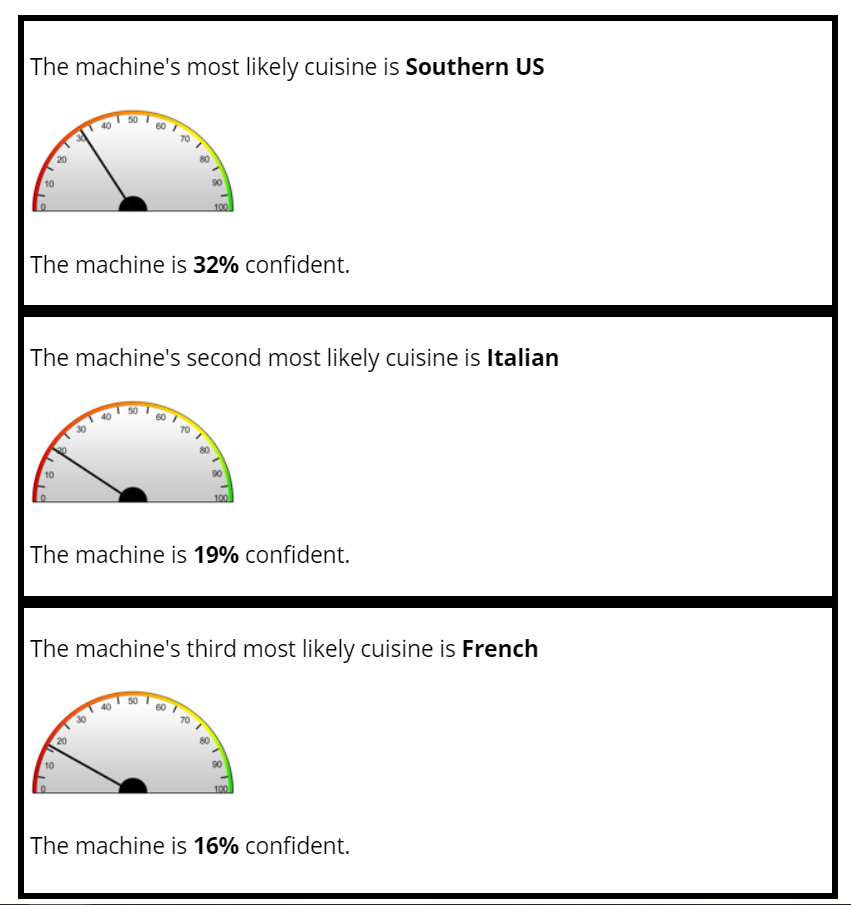 The machine's most likely cuisine is Southern US
0 10 20 30 40 50 60 70 80 90 100
The machine is 32% confident.
The machine's second most likely cuisine is Italian
0 10 20 30 40 50 60 70 80 90 100
The machine is 19% confident.
The machine's third most likely cuisine is French
0 10 20 30 40 50 60 70 80 90 100
The machine is 16% confident.